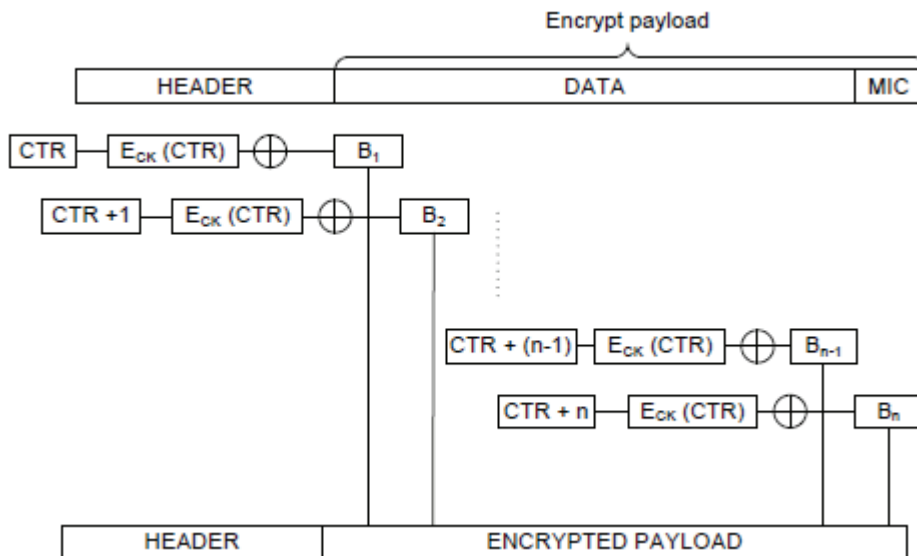 Encrypt payload
HEADER DATA MIC
CTR E_CK (CTR) B_1
CTR +1 E_CK (CTR) B_2
CTR + (n-1) E_CK (CTR) B_n-1
CTR + n E_CK (CTR) B_n
HEADER ENCRYPTED PAYLOAD